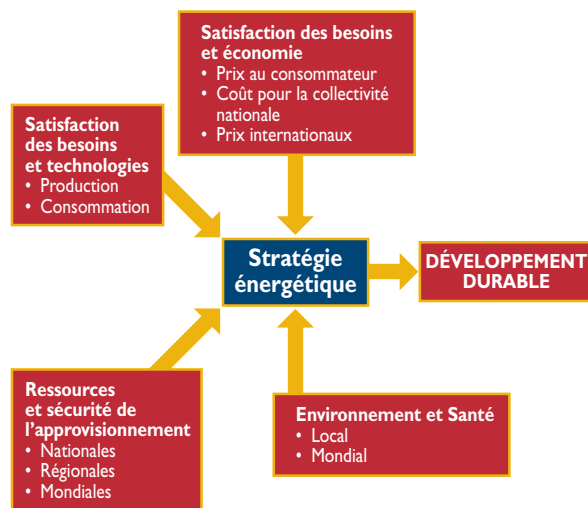 Satisfaction des besoins
et économie
• Prix au consommateur
• Coût pour la collectivité
nationale
• Prix internationaux
Satisfaction
des besoins
et technologies
• Production
• Consommation
Stratégie
énergétique
DÉVELOPPEMENT
DURABLE
Ressources
et sécurité de
l'approvisionnement
• Nationales
• Régionales
• Mondiales
Environnement et Santé
• Local
• Mondial